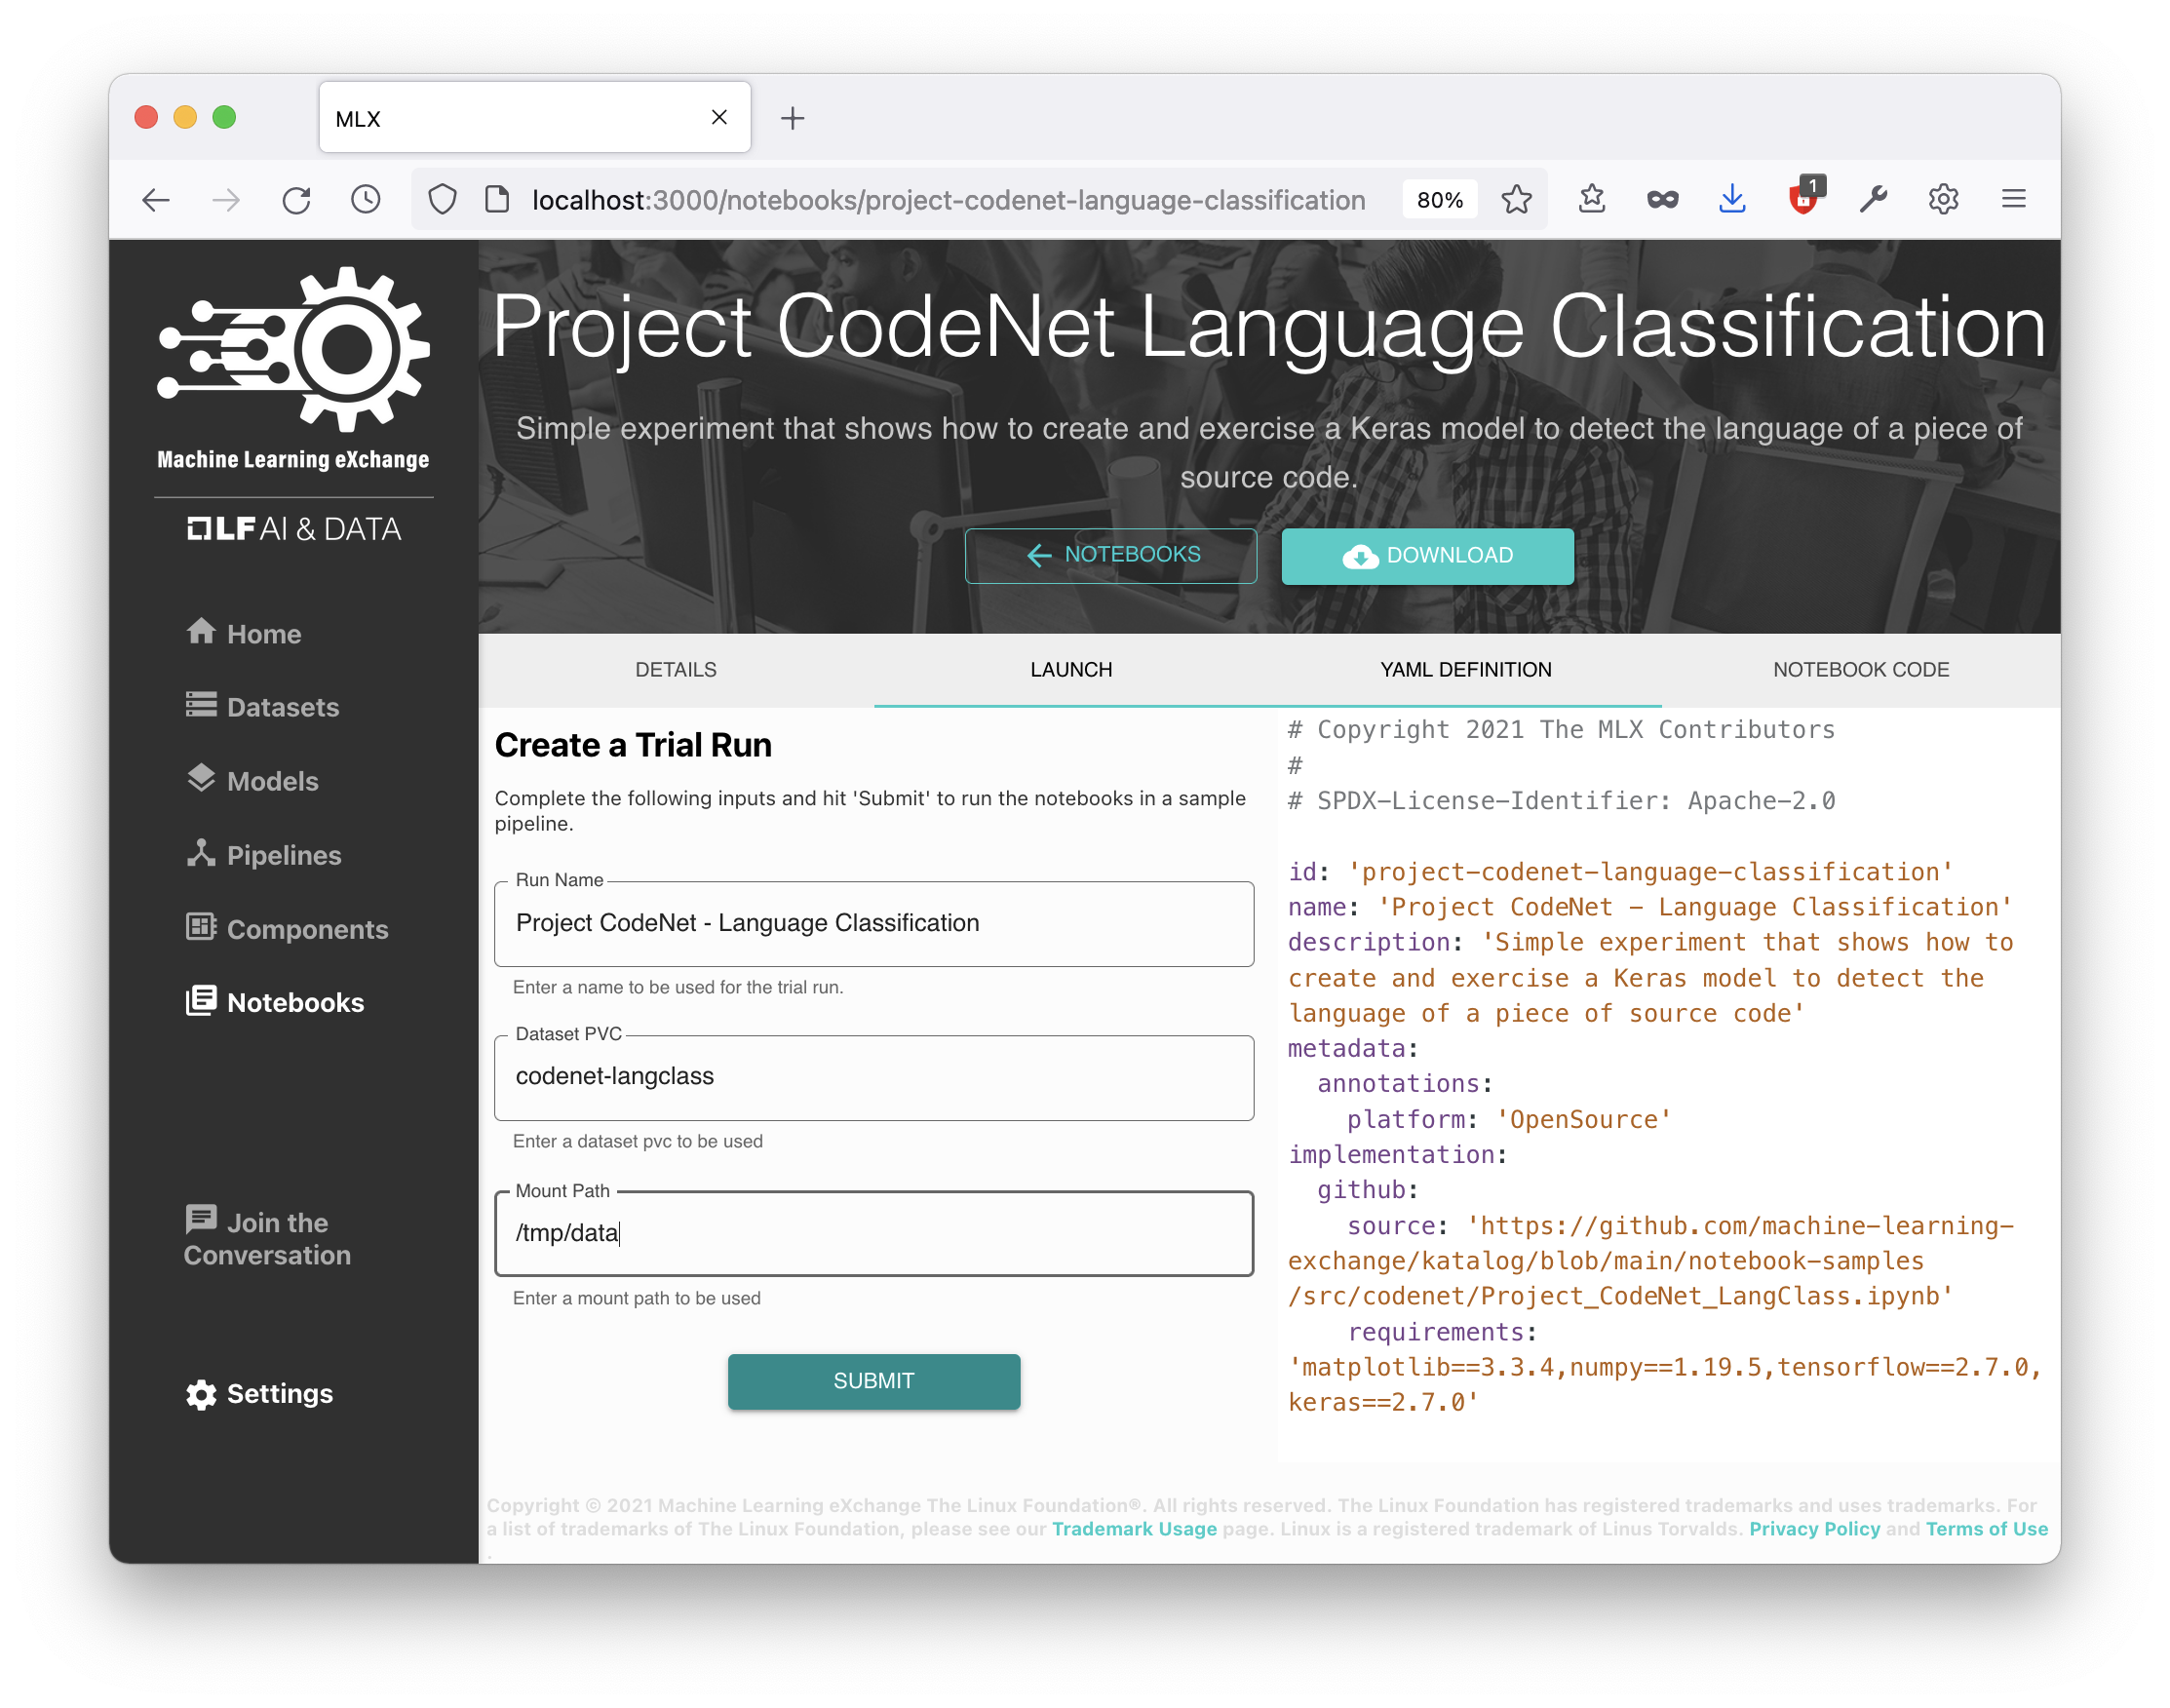 MLX
localhost:3000/notebooks/project-codenet-language-classification
80%
1
Machine Learning eXchange
LF AI & DATA
Home
Datasets
Models
Pipelines
Components
Notebooks
Join the
Conversation
Settings
Project CodeNet Language Classification
Simple experiment that shows how to create and exercise a Keras model to detect the language of a piece of
source code.
NOTEBOOKS
DOWNLOAD
DETAILS
LAUNCH
YAML DEFINITION
NOTEBOOK CODE
Create a Trial Run
Complete the following inputs and hit 'Submit' to run the notebooks in a sample
pipeline.
Run Name
Project CodeNet - Language Classification
Enter a name to be used for the trial run.
Dataset PVC
codenet-langclass
Enter a dataset pvc to be used
Mount Path
/tmp/data
Enter a mount path to be used
SUBMIT
# Copyright 2021 The MLX Contributors
#
# SPDX-License-Identifier: Apache-2.0
id: 'project-codenet-language-classification'
name: 'Project CodeNet - Language Classification'
description: 'Simple experiment that shows how to
create and exercise a Keras model to detect the
language of a piece of source code'
metadata:
annotations:
platform: 'OpenSource'
implementation:
github:
source: 'https://github.com/machine-learning-
exchange/katalog/blob/main/notebook-samples
/src/codenet/Project_CodeNet_LangClass.ipynb'
requirements:
'matplotlib==3.3.4,numpy==1.19.5,tensorflow==2.7.0,
keras==2.7.0'
Copyright © 2021 Machine Learning eXchange The Linux Foundation®. All rights reserved. The Linux Foundation has registered trademarks and uses trademarks. For
a list of trademarks of The Linux Foundation, please see our Trademark Usage page. Linux is a registered trademark of Linus Torvalds. Privacy Policy and Terms of Use
.